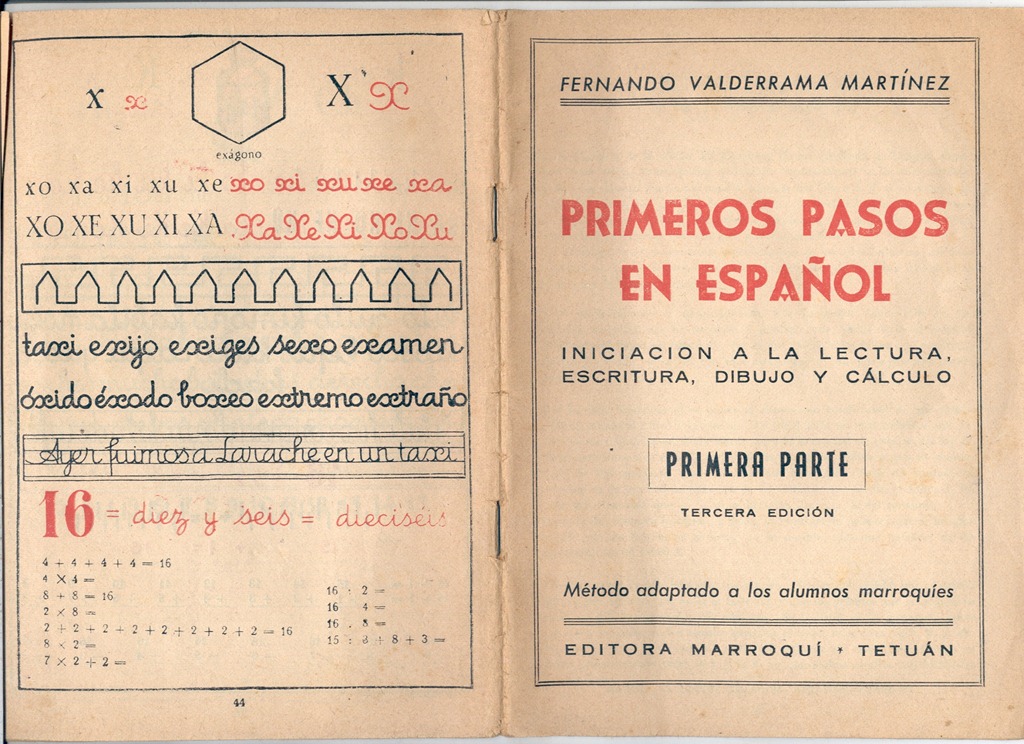 x x X x
exágono
xo xa xi xu xe xo xi xu xe xa
XO XE XU XI XA Xa Xe Xi Xo Xu
taxi exijo exiges sexo examen
óxido éxodo boxeo extremo extraño
Ayer fuimos a Larache en un taxi
16 = diez y seis = dieciséis
4 + 4 + 4 + 4 = 16
4 × 4 =
8 + 8 = 16
2 × 8 =
2 + 2 + 2 + 2 + 2 + 2 + 2 + 2 = 16
8 × 2 =
7 × 2 + 2 =
16 : 2 =
16 : 4 =
16 : 8 =
15 : 3 + 8 + 3 =
44
FERNANDO VALDERRAMA MARTÍNEZ
PRIMEROS PASOS
EN ESPAÑOL
INICIACION A LA LECTURA,
ESCRITURA, DIBUJO Y CÁLCULO
PRIMERA PARTE
TERCERA EDICIÓN
Método adaptado a los alumnos marroquíes
EDITORA MARROQUÍ * TETUÁN